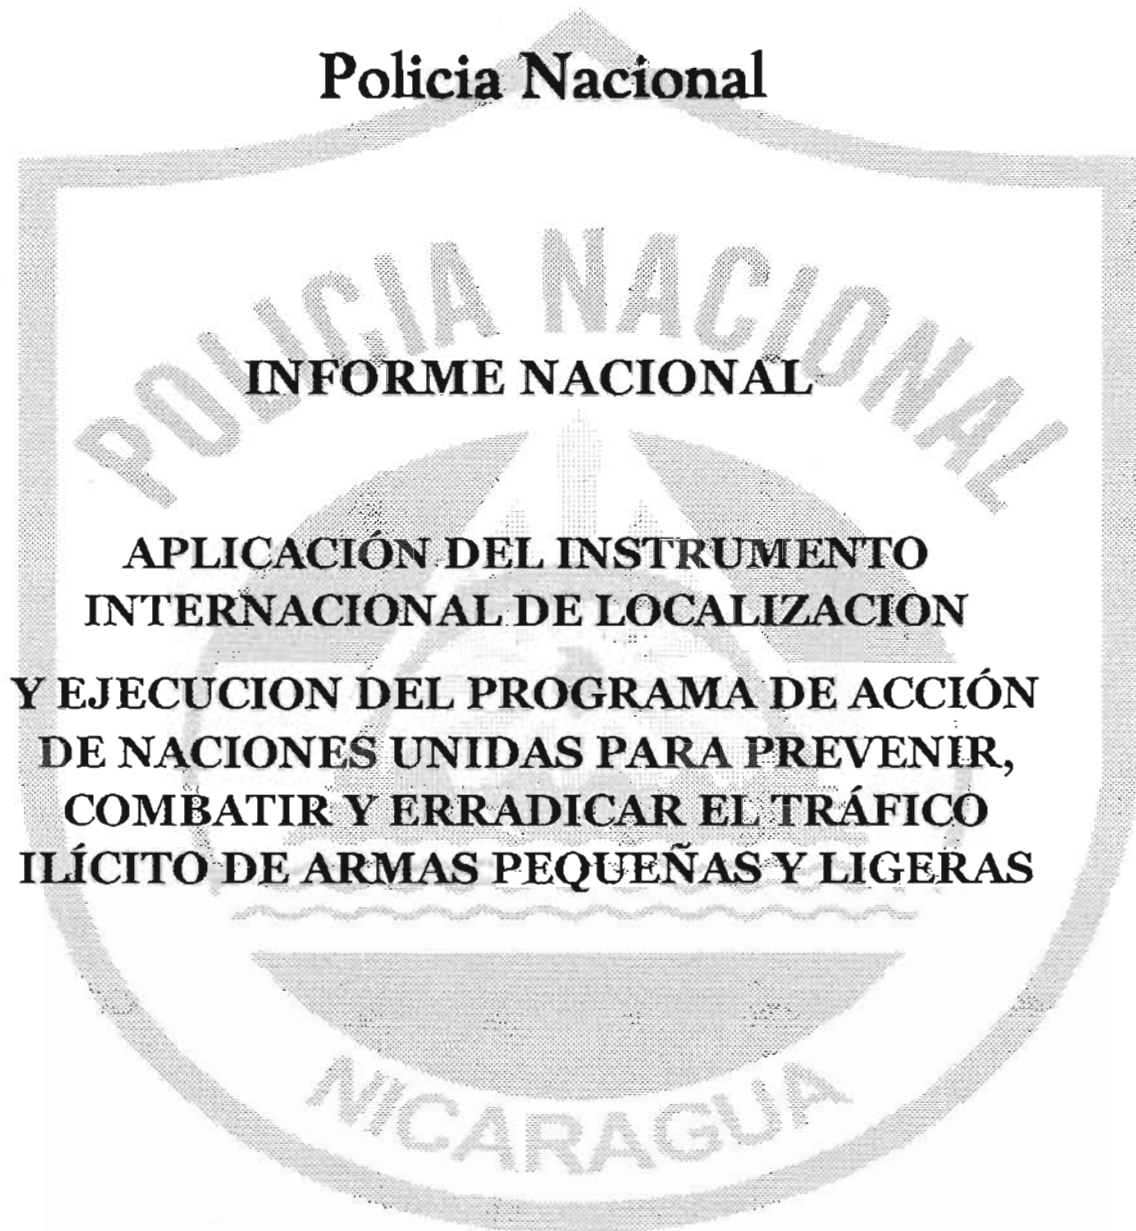 Policia Nacional
POLICIA NACIONAL
INFORME NACIONAL
APLICACIÓN DEL INSTRUMENTO
INTERNACIONAL DE LOCALIZACION
Y EJECUCION DEL PROGRAMA DE ACCIÓN
DE NACIONES UNIDAS PARA PREVENIR,
COMBATIR Y ERRADICAR EL TRÁFICO
ILÍCITO DE ARMAS PEQUEÑAS Y LIGERAS
NICARAGUA